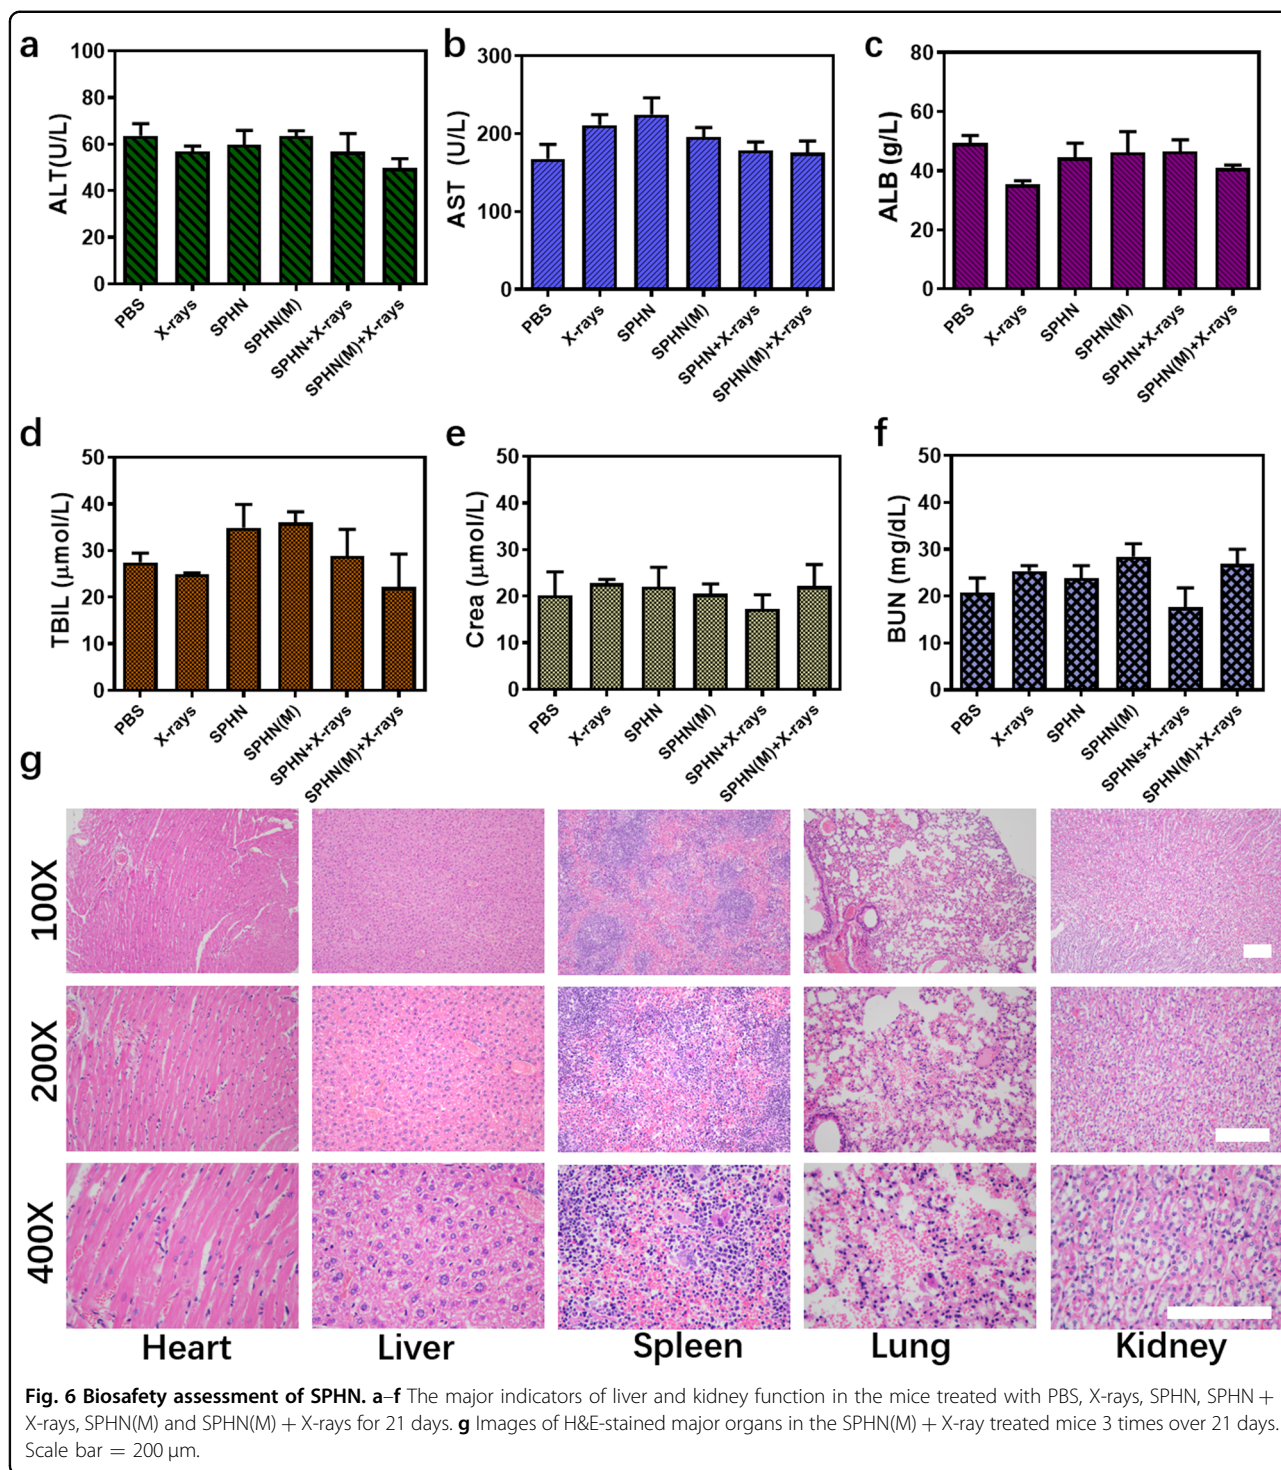 a
ALT(U/L)
100
80
60
40
20
0
PBS
X-rays
SPHN
SPHN(M)
SPHN+X-rays
SPHN(M)+X-rays
b
AST (U/L)
300
200
100
0
PBS
X-rays
SPHN
SPHN(M)
SPHN+X-rays
SPHN(M)+X-rays
c
ALB (g/L)
80
60
40
20
0
PBS
X-rays
SPHN
SPHN(M)
SPHN+X-rays
SPHN(M)+X-rays
d
TBIL (μmol/L)
50
40
30
20
10
0
PBS
X-rays
SPHN
SPHN(M)
SPHN+X-rays
SPHN(M)+X-rays
e
Crea (μmol/L)
50
40
30
20
10
0
PBS
X-rays
SPHN
SPHN(M)
SPHN+X-rays
SPHN(M)+X-rays
f
BUN (mg/dL)
50
40
30
20
10
0
PBS
X-rays
SPHN
SPHN(M)
SPHNs+X-rays
SPHN(M)+X-rays
g
100X
200X
400X
Heart Liver Spleen Lung Kidney
Fig. 6 Biosafety assessment of SPHN. a–f The major indicators of liver and kidney function in the mice treated with PBS, X-rays, SPHN, SPHN +
X-rays, SPHN(M) and SPHN(M) + X-rays for 21 days. g Images of H&E-stained major organs in the SPHN(M) + X-ray treated mice 3 times over 21 days.
Scale bar = 200 μm.